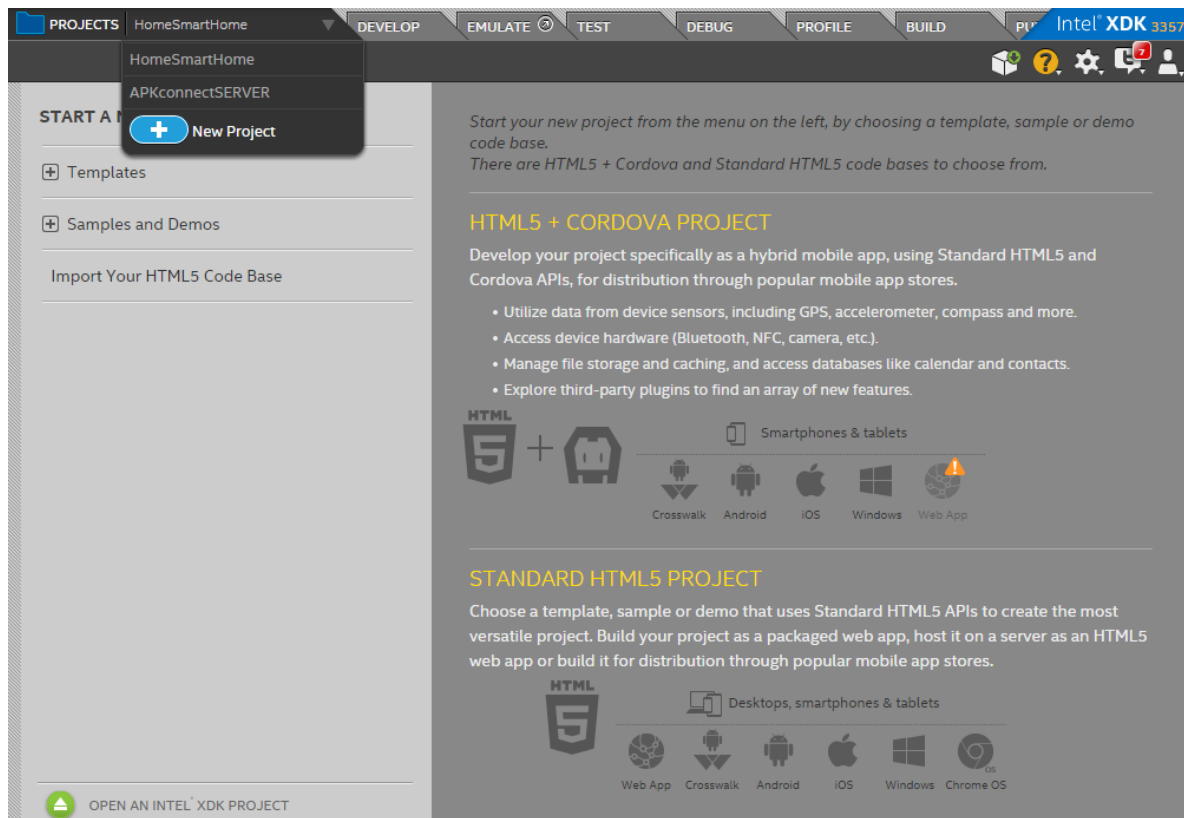 PROJECTS HomeSmartHome ▼ DEVELOP EMULATE TEST DEBUG PROFILE BUILD Intel® XDK 3357
HomeSmartHome
APKconnectSERVER
+ New Project
7
START A
Templates
Samples and Demos
Import Your HTML5 Code Base
OPEN AN INTEL® XDK PROJECT
Start your new project from the menu on the left, by choosing a template, sample or demo
code base.
There are HTML5 + Cordova and Standard HTML5 code bases to choose from.
HTML5 + CORDOVA PROJECT
Develop your project specifically as a hybrid mobile app, using Standard HTML5 and
Cordova APIs, for distribution through popular mobile app stores.
• Utilize data from device sensors, including GPS, accelerometer, compass and more.
• Access device hardware (Bluetooth, NFC, camera, etc.).
• Manage file storage and caching, and access databases like calendar and contacts.
• Explore third-party plugins to find an array of new features.
HTML
5 +
Smartphones & tablets
Crosswalk Android iOS Windows Web App
STANDARD HTML5 PROJECT
Choose a template, sample or demo that uses Standard HTML5 APIs to create the most
versatile project. Build your project as a packaged web app, host it on a server as an HTML5
web app or build it for distribution through popular mobile app stores.
HTML
5
Desktops, smartphones & tablets
OS
Web App Crosswalk Android iOS Windows Chrome OS